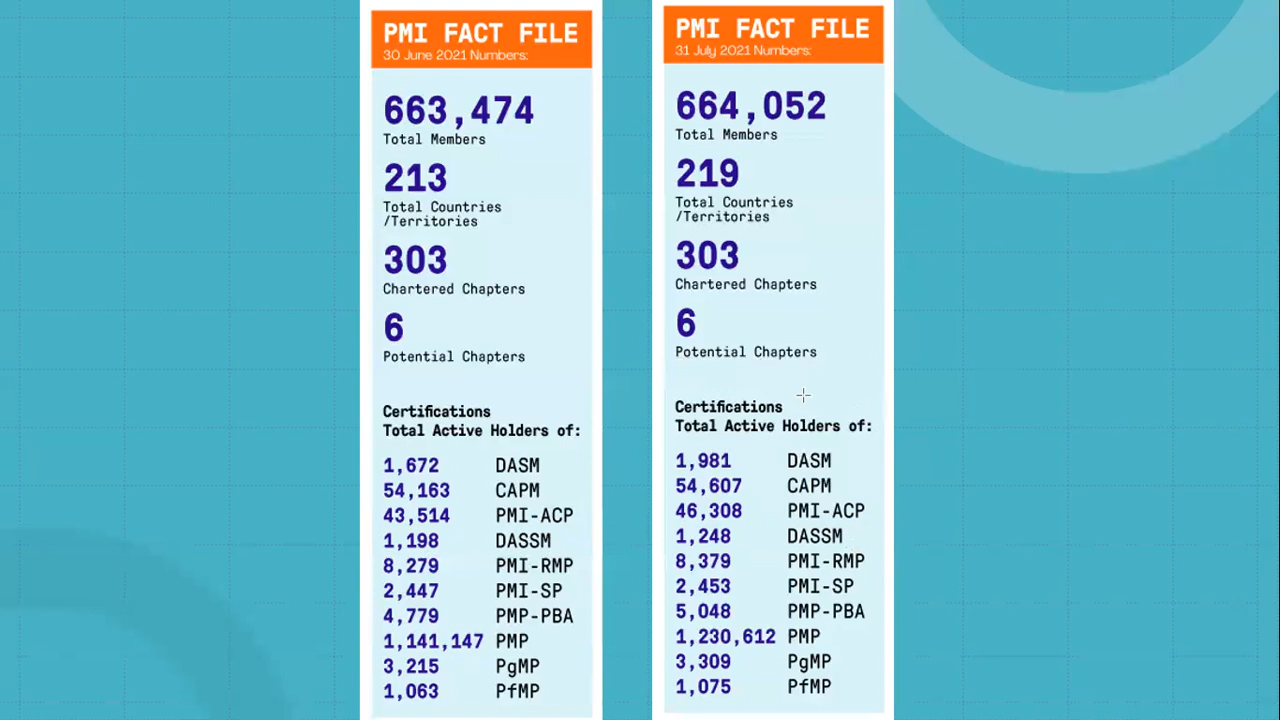 PMI FACT FILE
30 June 2021 Numbers:
663,474
Total Members
213
Total Countries
/Territories
303
Chartered Chapters
6
Potential Chapters
Certifications
Total Active Holders of:
1,672 DASM
54,163 CAPM
43,514 PMI-ACP
1,198 DASSM
8,279 PMI-RMP
2,447 PMI-SP
4,779 PMP-PBA
1,141,147 PMP
3,215 PgMP
1,063 PfMP
PMI FACT FILE
31 July 2021 Numbers:
664,052
Total Members
219
Total Countries
/Territories
303
Chartered Chapters
6
Potential Chapters
Certifications
Total Active Holders of:
1,981 DASM
54,607 CAPM
46,308 PMI-ACP
1,248 DASSM
8,379 PMI-RMP
2,453 PMI-SP
5,048 PMP-PBA
1,230,612 PMP
3,309 PgMP
1,075 PfMP